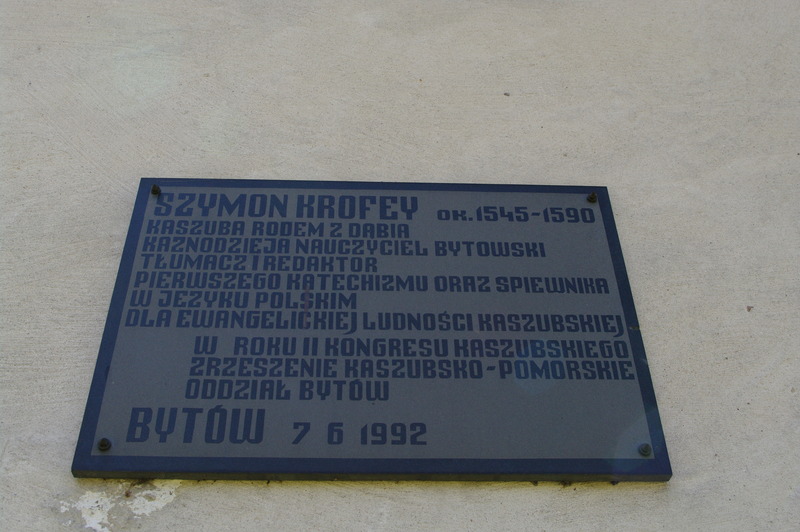 SZYMON KROFEY OK. 1545-1590
KASZUBA RODEM Z DĄBIA
KAZNODZIEJA NAUCZYCIEL BYTOWSKI
TŁUMACZ I REDAKTOR
PIERWSZEGO KATECHIZMU ORAZ SPIEWNIKA
W JĘZYKU POLSKIM
DLA EWANGELICKIEJ LUDNOŚCI KASZUBSKIEJ
W ROKU II KONGRESU KASZUBSKIEGO
ZRZESZENIE KASZUBSKO-POMORSKIE
ODDZIAŁ BYTÓW
BYTÓW 7 6 1992